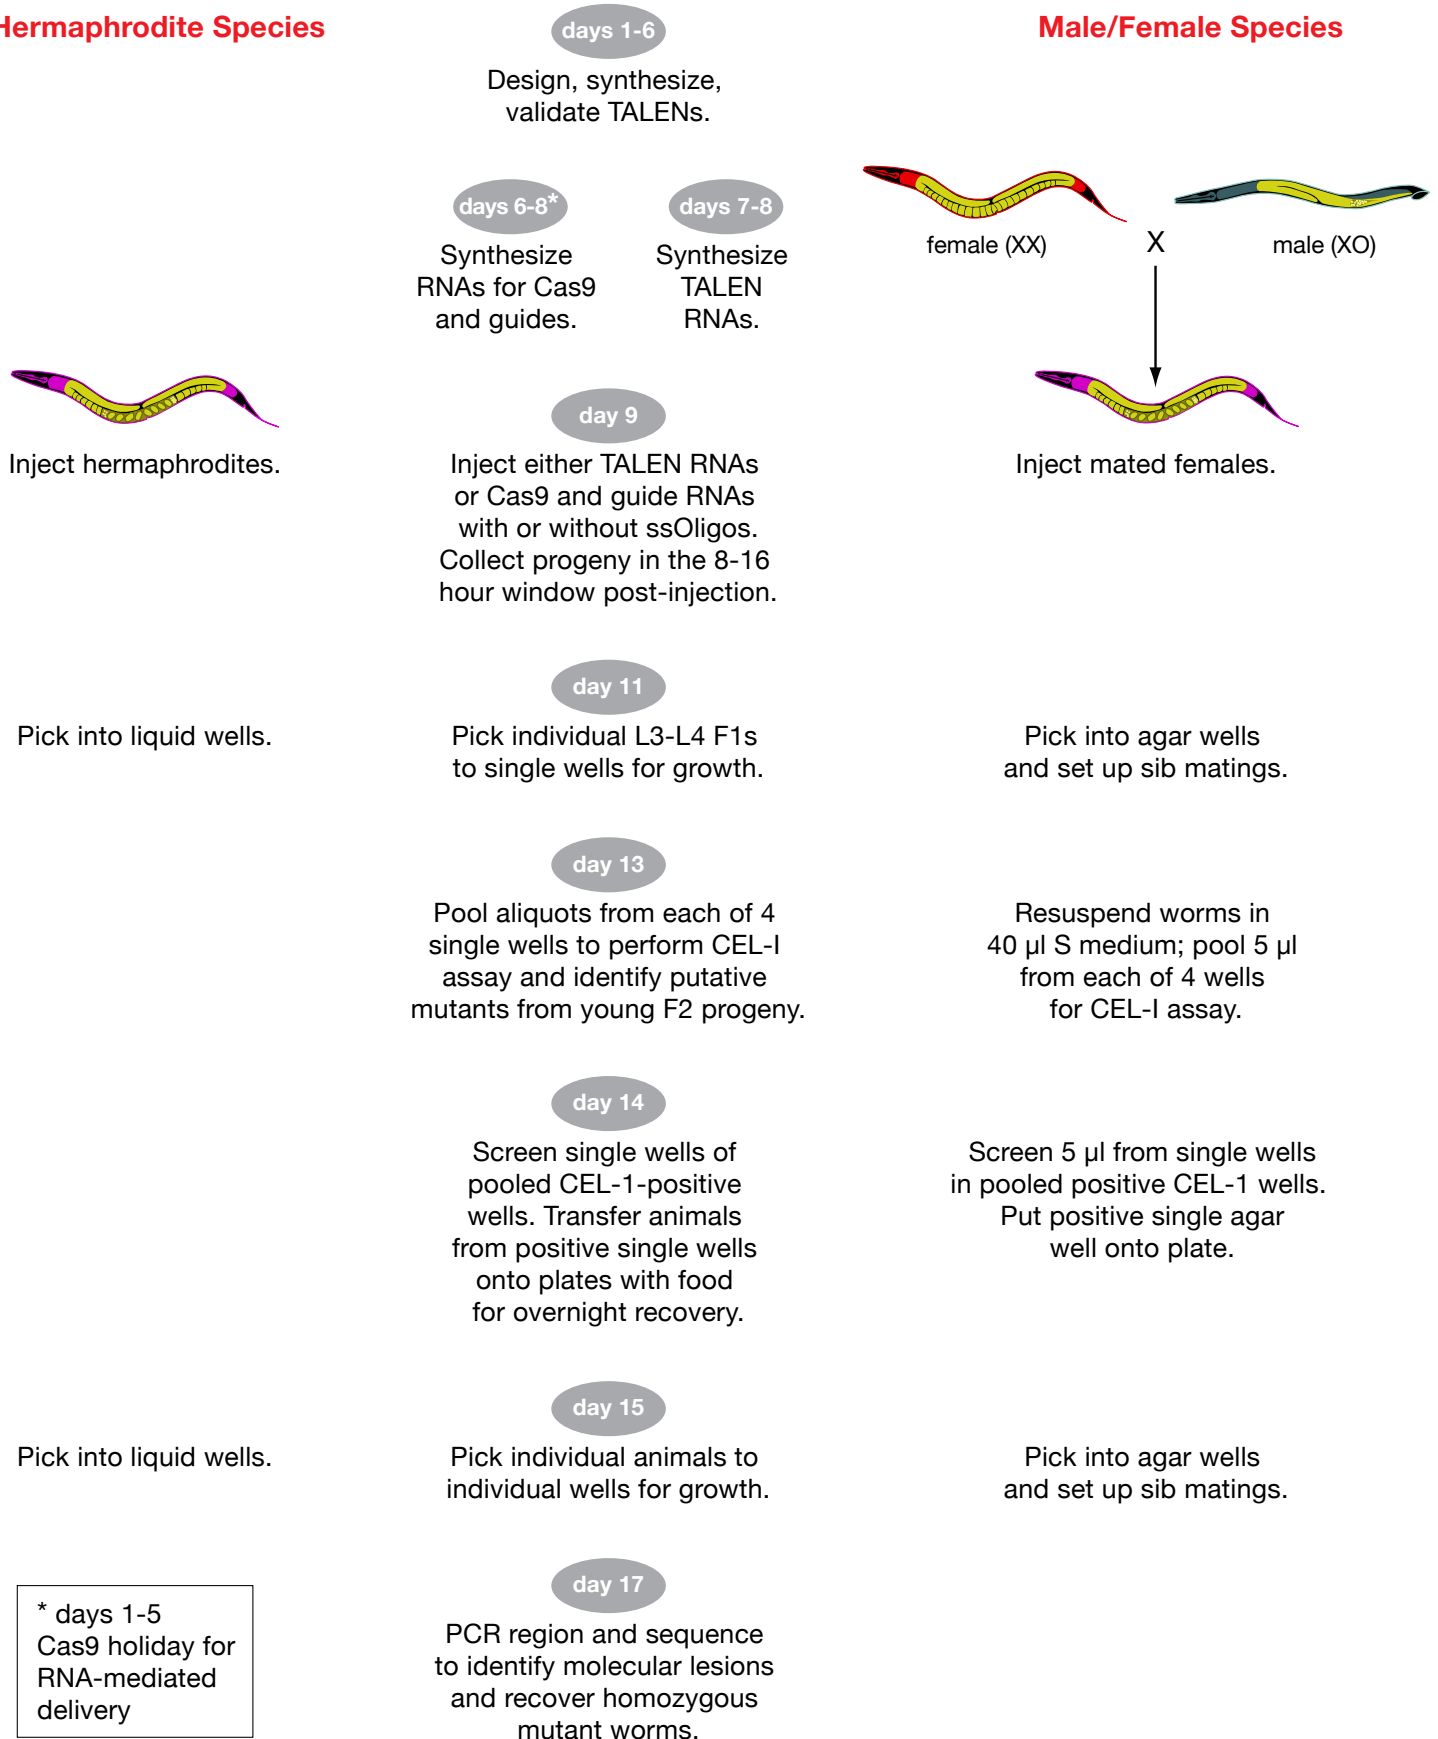 Hermaphrodite Species
days 1-6
Male/Female Species
Design, synthesize,
validate TALENs.
days 6-8*
days 7-8
female (XX)
X
male (XO)
Synthesize
RNAs for Cas9
and guides.
Synthesize
TALEN
RNAs.
day 9
Inject hermaphrodites.
Inject either TALEN RNAs
or Cas9 and guide RNAs
with or without ssOligos.
Collect progeny in the 8-16
hour window post-injection.
Inject mated females.
day 11
Pick into liquid wells.
Pick individual L3-L4 F1s
to single wells for growth.
Pick into agar wells
and set up sib matings.
day 13
Pool aliquots from each of 4
single wells to perform CEL-I
assay and identify putative
mutants from young F2 progeny.
Resuspend worms in
40 µl S medium; pool 5 µl
from each of 4 wells
for CEL-I assay.
day 14
Screen single wells of
pooled CEL-1-positive
wells. Transfer animals
from positive single wells
onto plates with food
for overnight recovery.
Screen 5 µl from single wells
in pooled positive CEL-1 wells.
Put positive single agar
well onto plate.
day 15
Pick into liquid wells.
Pick individual animals to
individual wells for growth.
Pick into agar wells
and set up sib matings.
day 17
* days 1-5
Cas9 holiday for
RNA-mediated
delivery
PCR region and sequence
to identify molecular lesions
and recover homozygous
mutant worms.